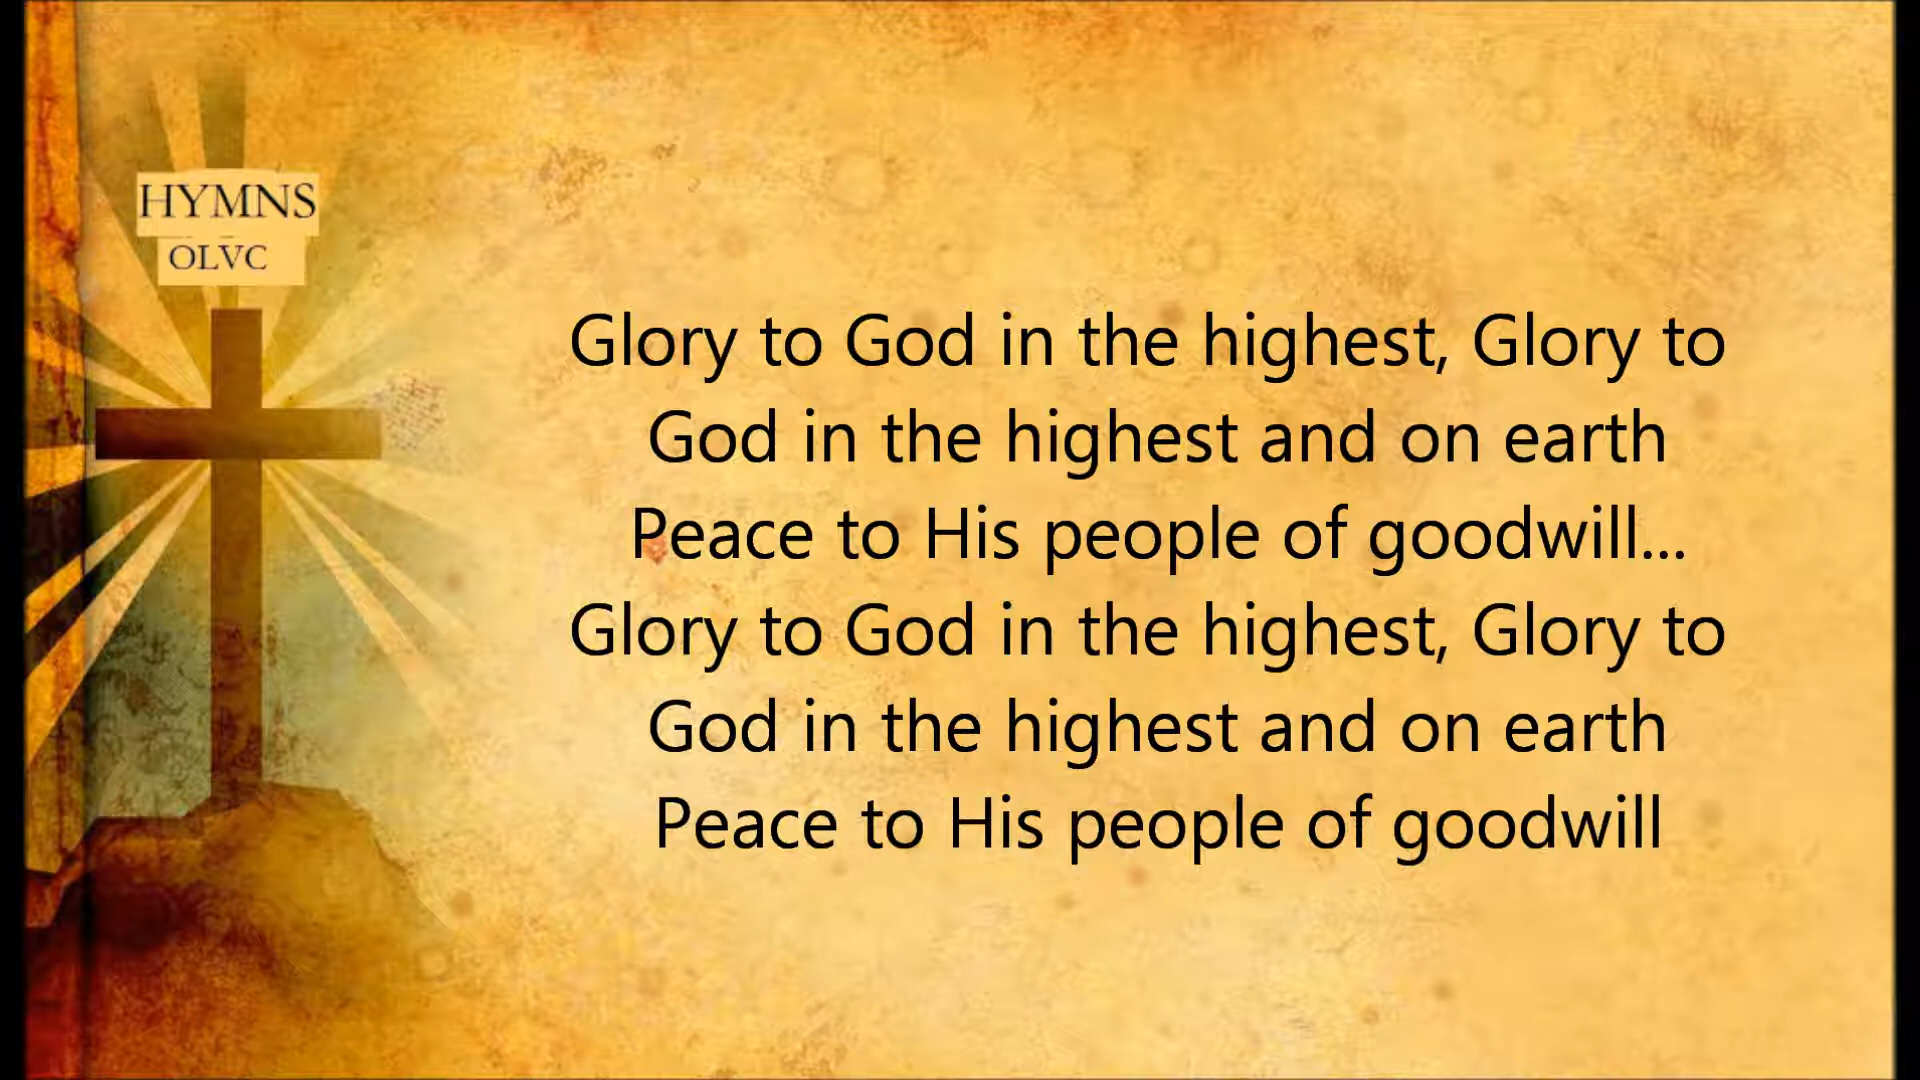 HYMNS
OLVC
Glory to God in the highest, Glory to
God in the highest and on earth
Peace to His people of goodwill...
Glory to God in the highest, Glory to
God in the highest and on earth
Peace to His people of goodwill